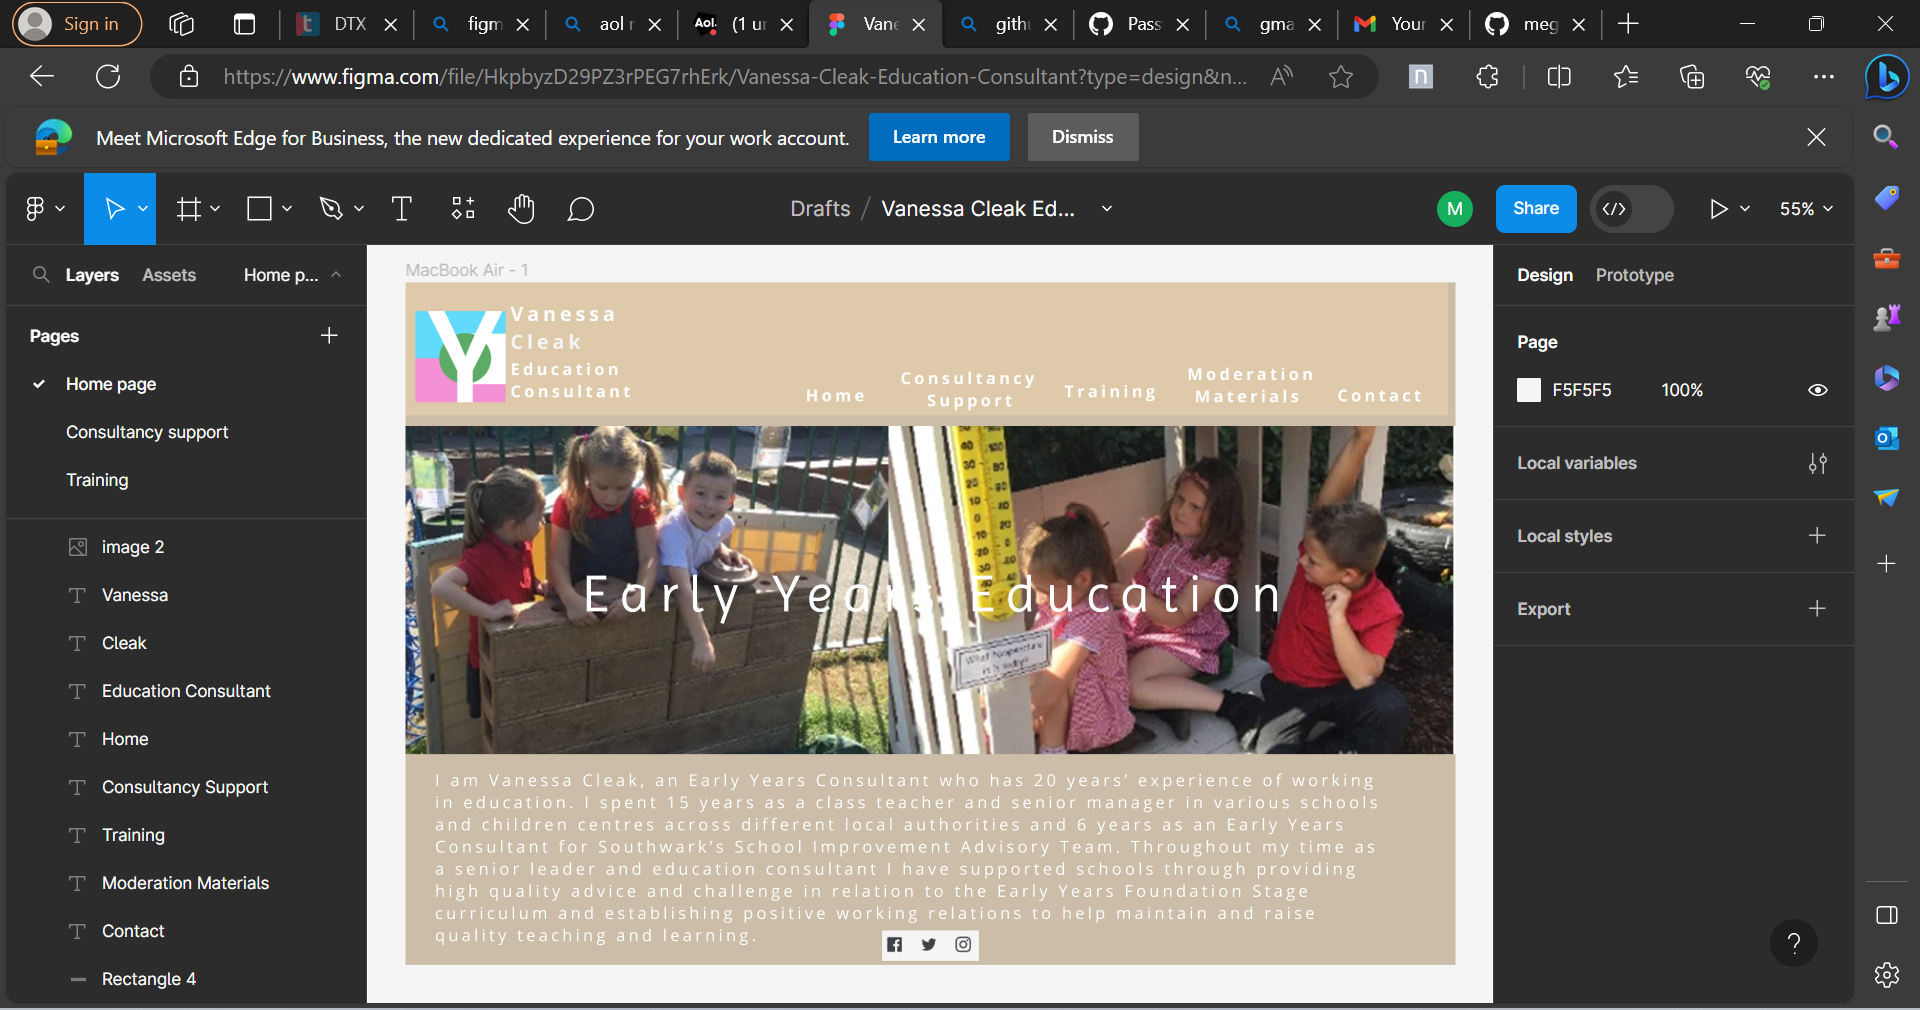 Sign in
DTX
figm
aol r
Aol.
(1 ur
Vane
gith
Pass
gma
Your
meg
https://www.figma.com/file/HkpbyzD29PZ3rPEG7rhErk/Vanessa-Cleak-Education-Consultant?type=design&n...
Meet Microsoft Edge for Business, the new dedicated experience for your work account.
Learn more
Dismiss
Drafts / Vanessa Cleak Ed...
M
Share
55%
Layers
Assets
Home p...
Pages
Home page
Consultancy support
Training
image 2
Vanessa
Cleak
Education Consultant
Home
Consultancy Support
Training
Moderation Materials
Contact
Rectangle 4
MacBook Air - 1
Vanessa
Cleak
Education
Consultant
Home
Consultancy
Support
Training
Moderation
Materials
Contact
Early Years Education
I am Vanessa Cleak, an Early Years Consultant who has 20 years' experience of working
in education. I spent 15 years as a class teacher and senior manager in various schools
and children centres across different local authorities and 6 years as an Early Years
Consultant for Southwark's School Improvement Advisory Team. Throughout my time as
a senior leader and education consultant I have supported schools through providing
high quality advice and challenge in relation to the Early Years Foundation Stage
curriculum and establishing positive working relations to help maintain and raise
quality teaching and learning.
Design
Prototype
Page
F5F5F5
100%
Local variables
Local styles
Export
?